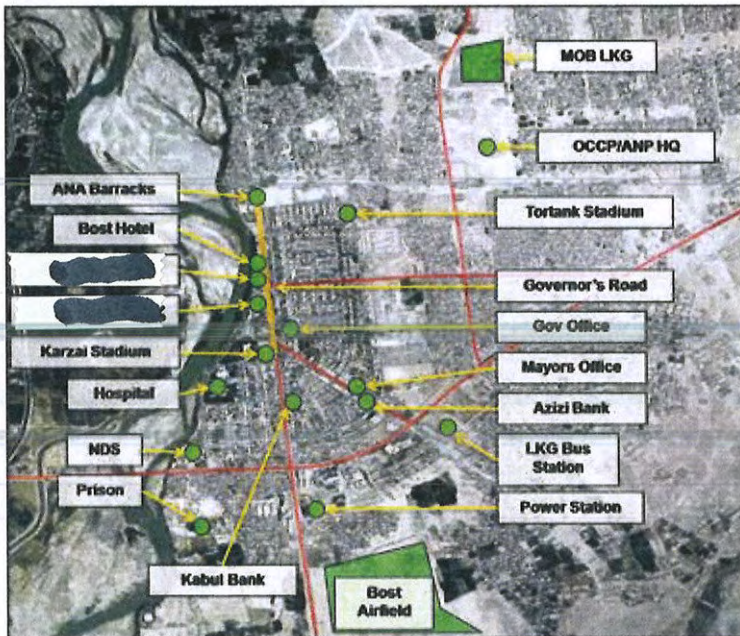 MOB LKG
OCCP/ANP HQ
ANA Barracks
Tortank Stadium
Bost Hotel
Governor's Road
Gov Office
Karzai Stadium
Mayors Office
Hospital
Azizi Bank
LKG Bus
Station
NDS
Prison
Power Station
Kabul Bank
Bost
Airfield